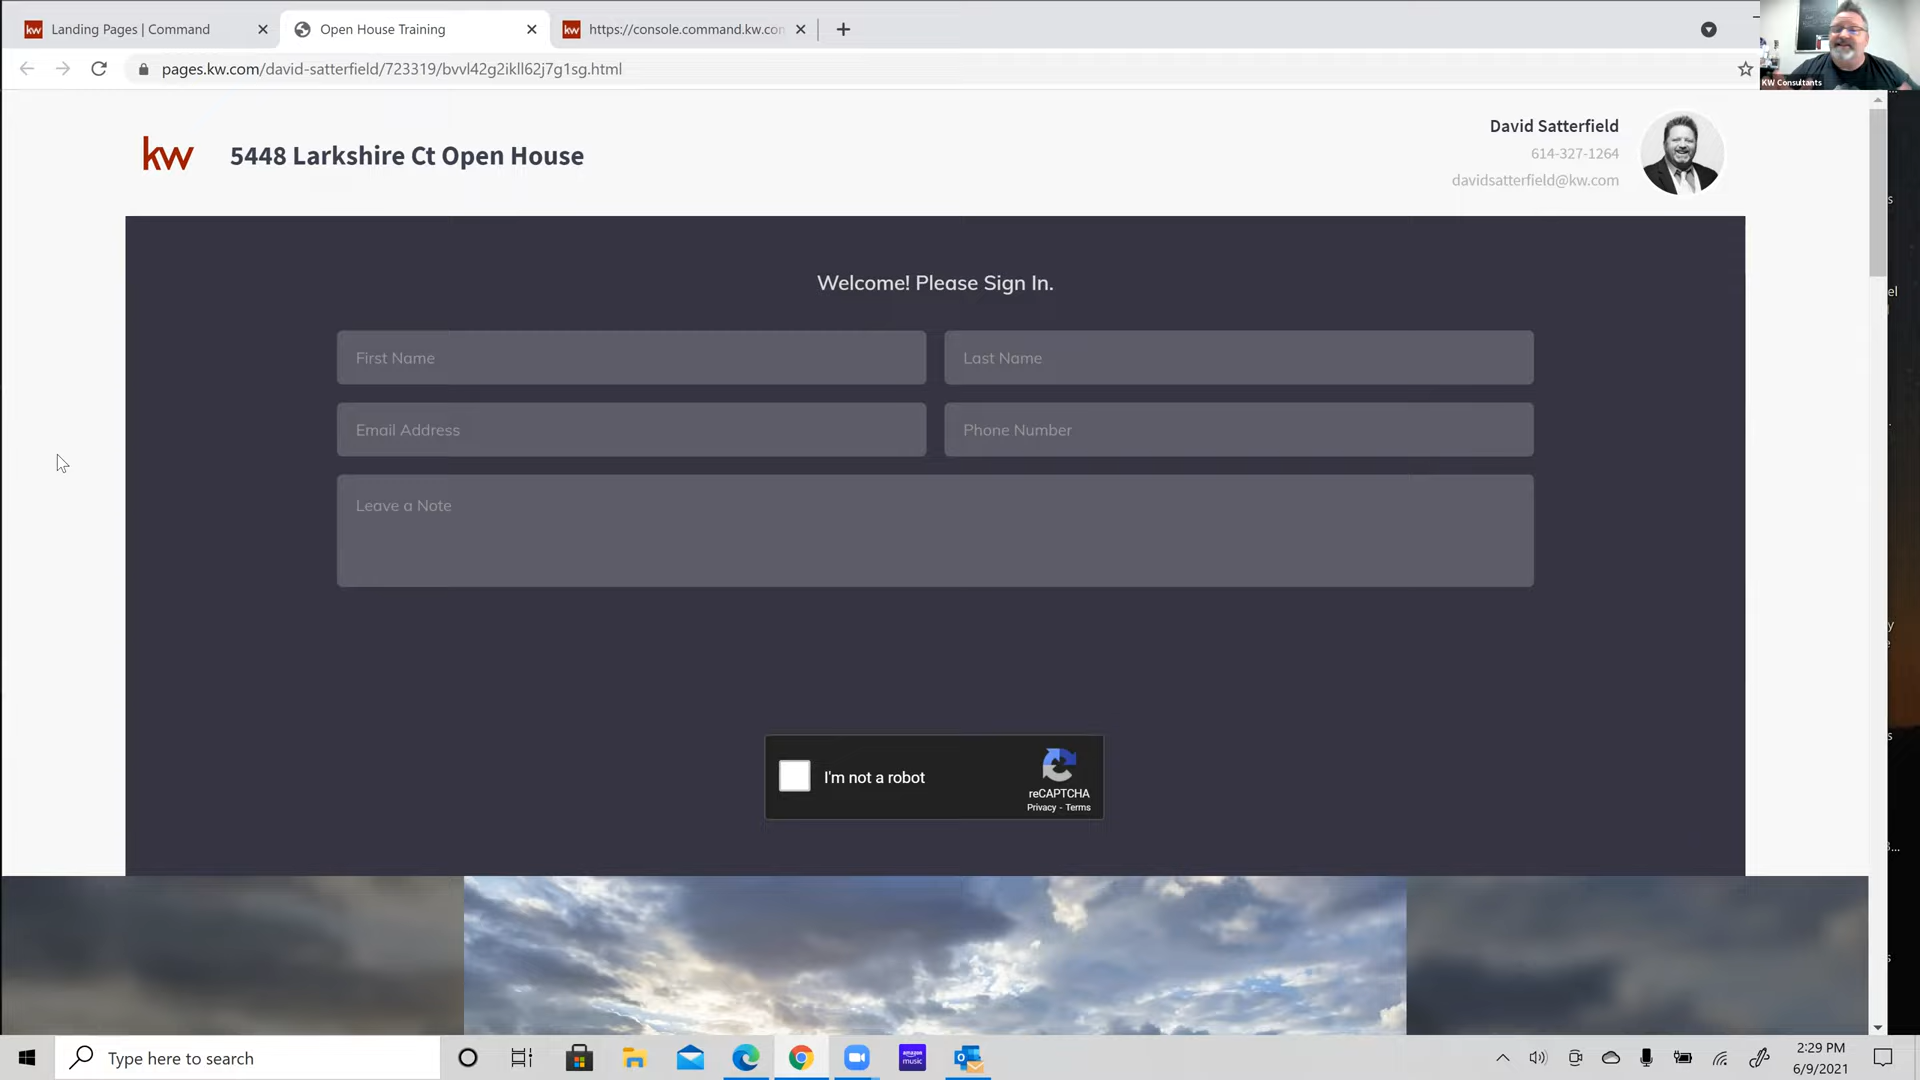 Landing Pages | Command
Open House Training
https://console.command.kw.con
KW Consultants
pages.kw.com/david-satterfield/723319/bvvl42g2ikll62j7g1sg.html
kw
5448 Larkshire Ct Open House
David Satterfield
614-327-1264
davidsatterfield@kw.com
Welcome! Please Sign In.
First Name
Last Name
Email Address
Phone Number
Leave a Note
I'm not a robot
reCAPTCHA
Privacy - Terms
Type here to search
amazon
music
2:29 PM
6/9/2021